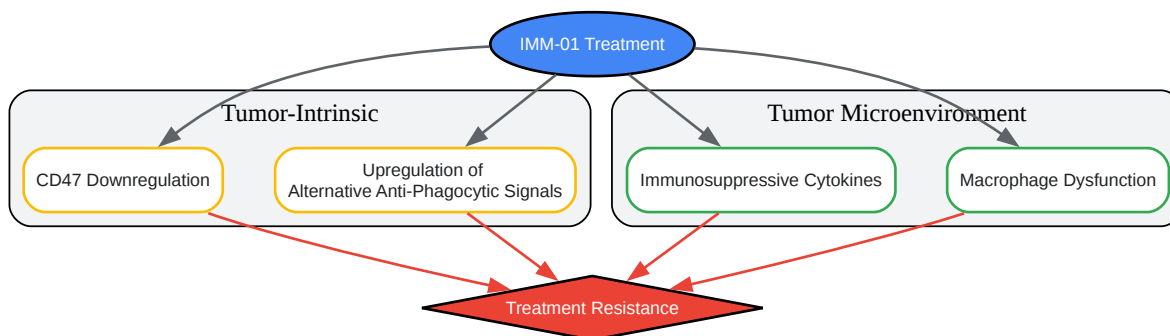 IMM-01 Treatment
Tumor-Intrinsic
Tumor Microenvironment
CD47 Downregulation
Upregulation of
Alternative Anti-Phagocytic Signals
Immunosuppressive Cytokines
Macrophage Dysfunction
Treatment Resistance